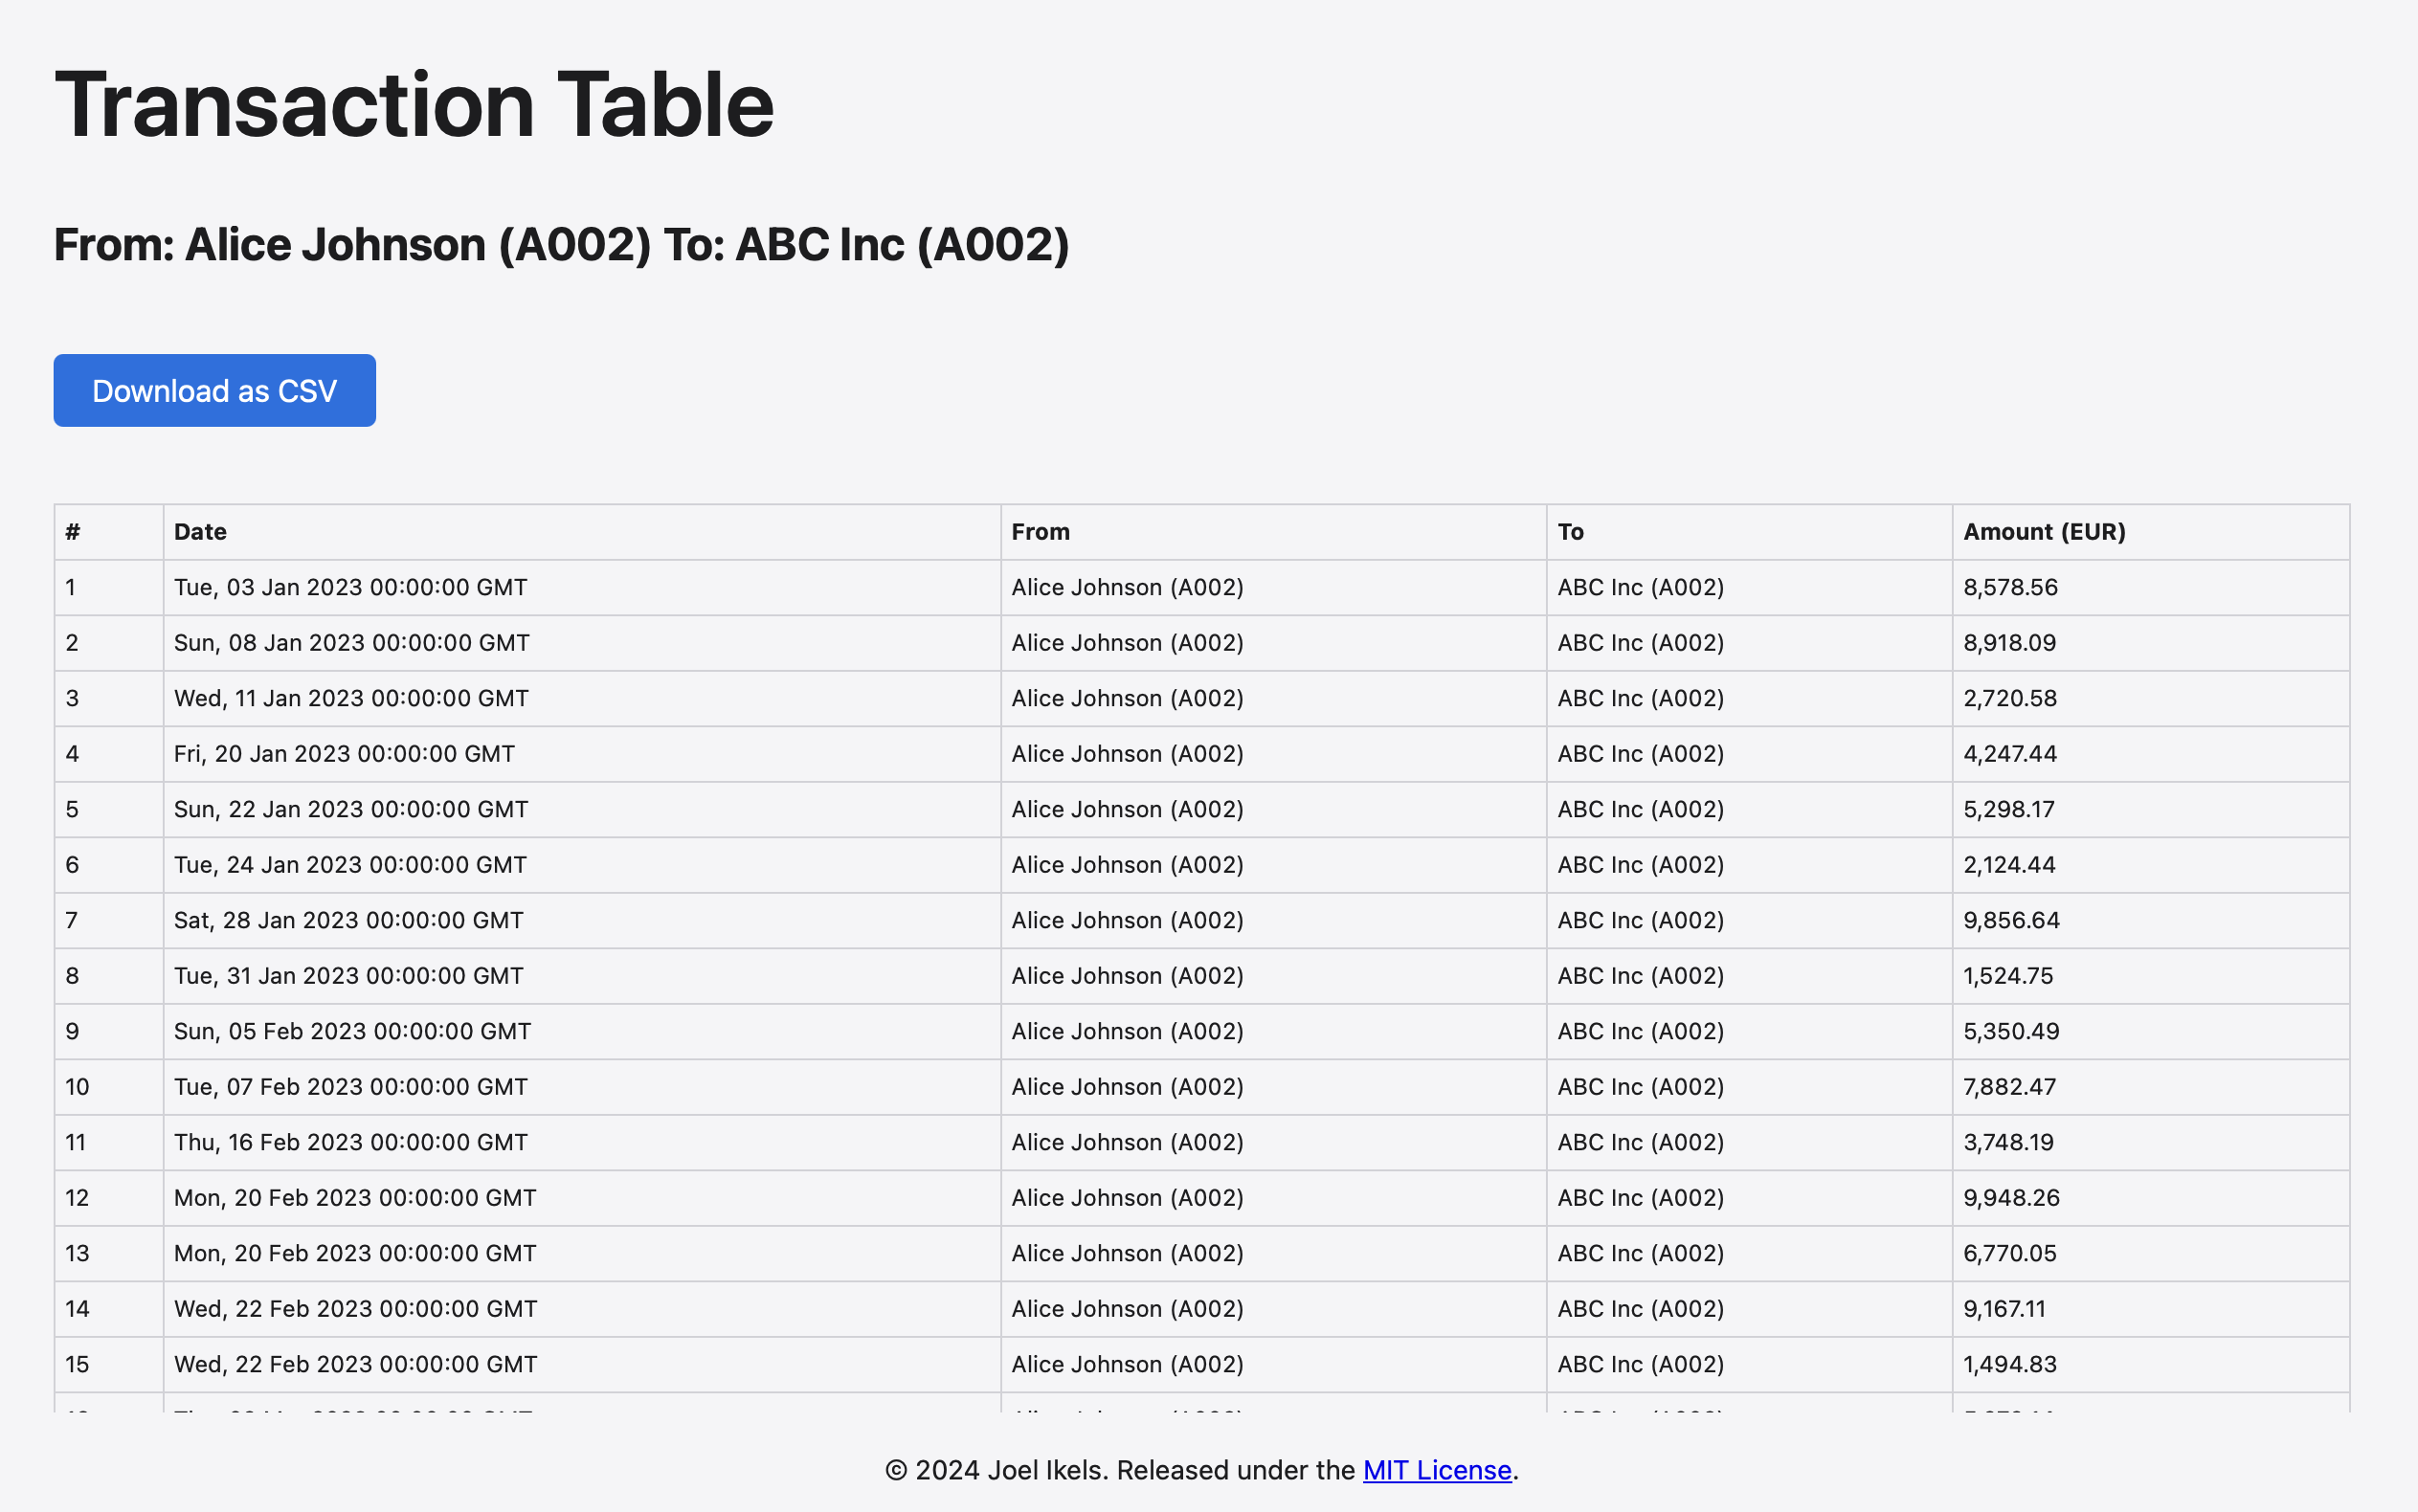 Transaction Table
From: Alice Johnson (A002) To: ABC Inc (A002)
Download as CSV
# Date From To Amount (EUR)
1 Tue, 03 Jan 2023 00:00:00 GMT Alice Johnson (A002) ABC Inc (A002) 8,578.56
2 Sun, 08 Jan 2023 00:00:00 GMT Alice Johnson (A002) ABC Inc (A002) 8,918.09
3 Wed, 11 Jan 2023 00:00:00 GMT Alice Johnson (A002) ABC Inc (A002) 2,720.58
4 Fri, 20 Jan 2023 00:00:00 GMT Alice Johnson (A002) ABC Inc (A002) 4,247.44
5 Sun, 22 Jan 2023 00:00:00 GMT Alice Johnson (A002) ABC Inc (A002) 5,298.17
6 Tue, 24 Jan 2023 00:00:00 GMT Alice Johnson (A002) ABC Inc (A002) 2,124.44
7 Sat, 28 Jan 2023 00:00:00 GMT Alice Johnson (A002) ABC Inc (A002) 9,856.64
8 Tue, 31 Jan 2023 00:00:00 GMT Alice Johnson (A002) ABC Inc (A002) 1,524.75
9 Sun, 05 Feb 2023 00:00:00 GMT Alice Johnson (A002) ABC Inc (A002) 5,350.49
10 Tue, 07 Feb 2023 00:00:00 GMT Alice Johnson (A002) ABC Inc (A002) 7,882.47
11 Thu, 16 Feb 2023 00:00:00 GMT Alice Johnson (A002) ABC Inc (A002) 3,748.19
12 Mon, 20 Feb 2023 00:00:00 GMT Alice Johnson (A002) ABC Inc (A002) 9,948.26
13 Mon, 20 Feb 2023 00:00:00 GMT Alice Johnson (A002) ABC Inc (A002) 6,770.05
14 Wed, 22 Feb 2023 00:00:00 GMT Alice Johnson (A002) ABC Inc (A002) 9,167.11
15 Wed, 22 Feb 2023 00:00:00 GMT Alice Johnson (A002) ABC Inc (A002) 1,494.83
© 2024 Joel Ikels. Released under the MIT License.